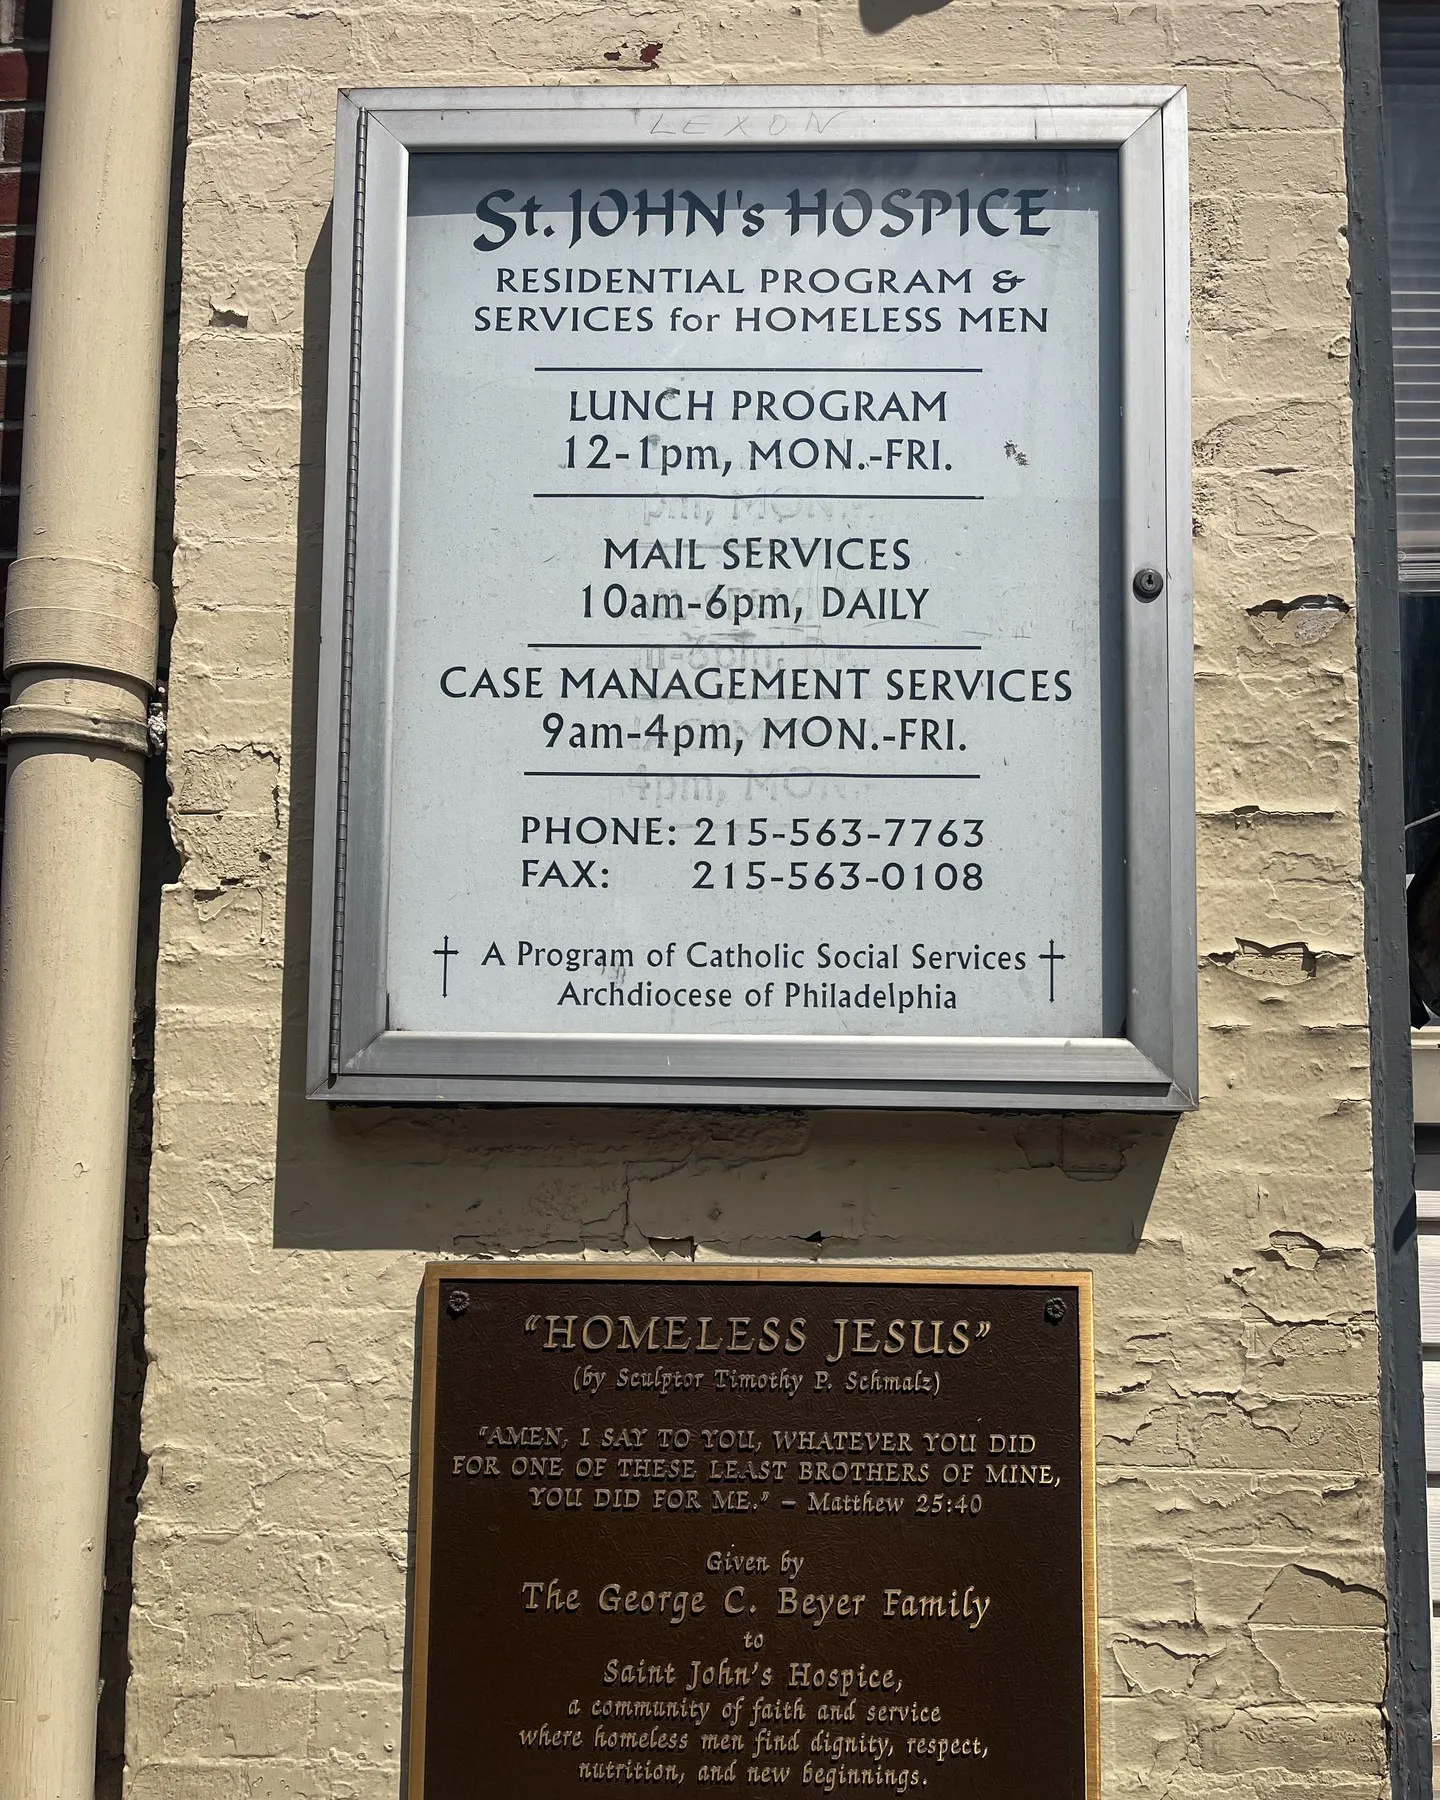 LEXON
St. JOHN's HOSPICE
RESIDENTIAL PROGRAM &
SERVICES for HOMELESS MEN
LUNCH PROGRAM
12-1pm, MON.-FRI.
pm, MON.
MAIL SERVICES
10am-6pm, DAILY
CASE MANAGEMENT SERVICES
9am-4pm, MON.-FRI.
4pm, MON.
PHONE: 215-563-7763
FAX: 215-563-0108
† A Program of Catholic Social Services †
Archdiocese of Philadelphia
"HOMELESS JESUS"
(by Sculptor Timothy P. Schmalz)
"AMEN, I SAY TO YOU, WHATEVER YOU DID
FOR ONE OF THESE LEAST BROTHERS OF MINE,
YOU DID FOR ME." – Matthew 25:40
Given by
The George C. Beyer Family
to
Saint John's Hospice,
a community of faith and service
where homeless men find dignity, respect,
nutrition, and new beginnings.